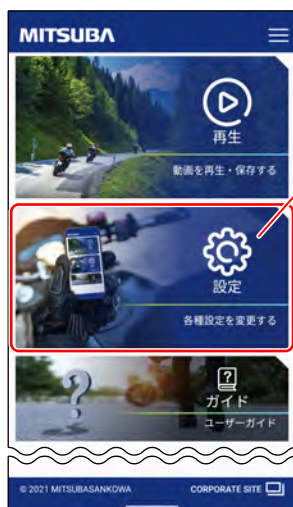 MITSUBA
再生
動画を再生・保存する
設定
各種設定を変更する
ガイド
ユーザーガイド
© 2021 MITSUBASANKOWA
CORPORATE SITE